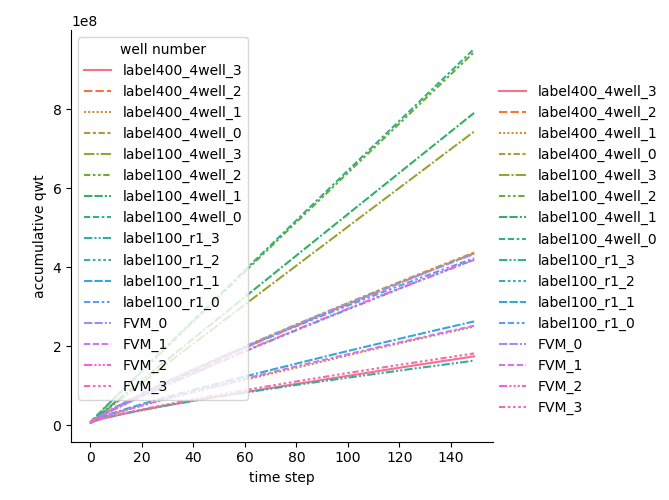 1e8
well number
label400_4well_3
label400_4well_2
label400_4well_1
label400_4well_0
label100_4well_3
label100_4well_2
label100_4well_1
label100_4well_0
label100_r1_3
label100_r1_2
label100_r1_1
label100_r1_0
FVM_0
FVM_1
FVM_2
FVM_3
label400_4well_3
label400_4well_2
label400_4well_1
label400_4well_0
label100_4well_3
label100_4well_2
label100_4well_1
label100_4well_0
label100_r1_3
label100_r1_2
label100_r1_1
label100_r1_0
FVM_0
FVM_1
FVM_2
FVM_3
accumulative qwt
8
6
4
2
0
0 20 40 60 80 100 120 140
time step